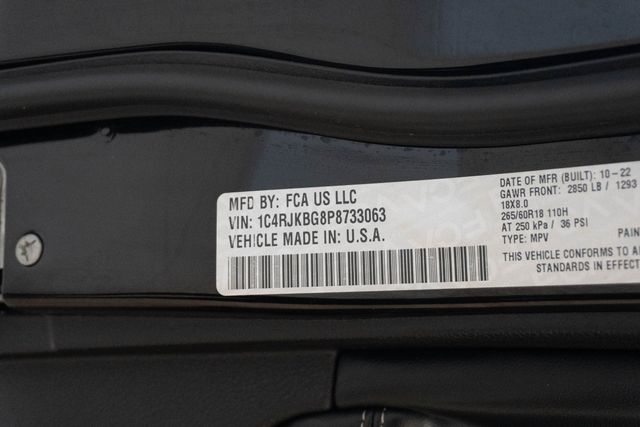 MFD BY: FCA US LLC
VIN: 1C4RJKBG8P8733063
VEHICLE MADE IN: U.S.A.
DATE OF MFR (BUILT): 10-22
GAWR FRONT: 2850 LB / 1293
18X8.0
265/60R18 110H
AT 250 kPa / 36 PSI
TYPE: MPV
PAIN
THIS VEHICLE CONFORMS TO A
STANDARDS IN EFFECT